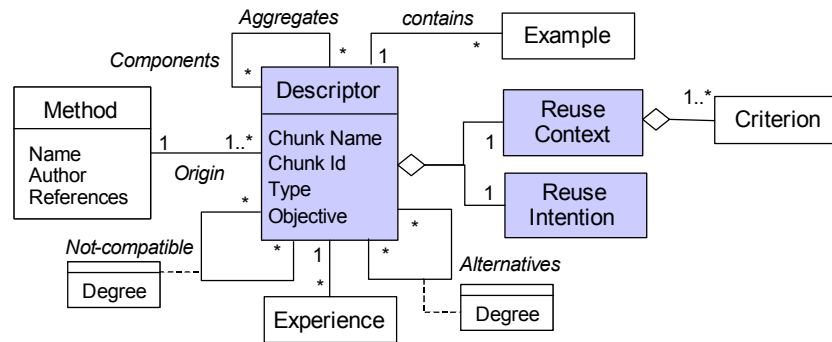 Aggregates
contains
Example
*
1
*
Components
*
Descriptor
Method
Reuse
Context
1..*
Criterion
Chunk Name
Chunk Id
Type
Objective
1
1..*
Name
Author
References
Origin
1
1
Reuse
Intention
*
*
Not-compatible
*
1
*
*
Alternatives
Degree
Experience
Degree